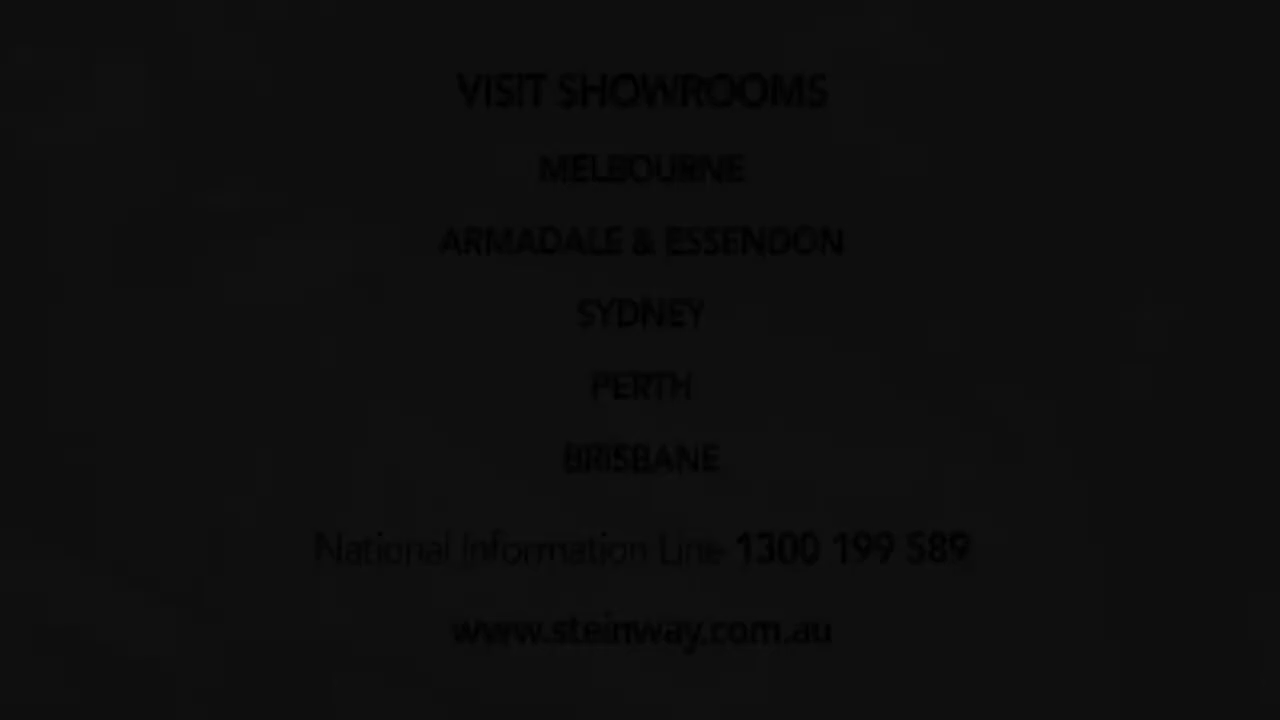 VISIT SHOWROOMS
MELBOURNE
ARMADALE & ESSENDON
SYDNEY
PERTH
BRISBANE
National Information Line 1300 199 589
www.steinway.com.au